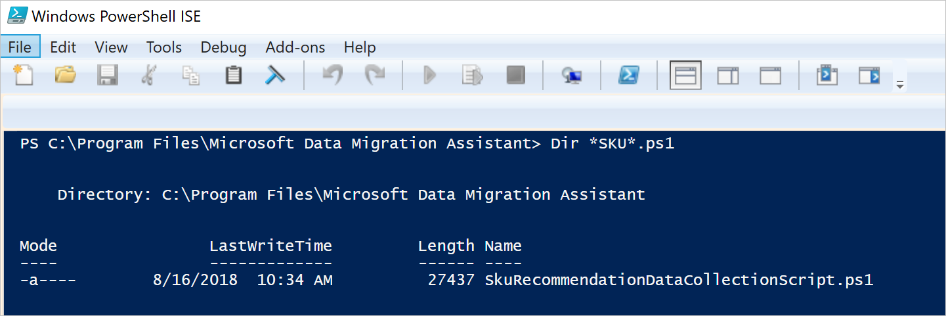 Windows PowerShell ISE
File Edit View Tools Debug Add-ons Help
PS C:\Program Files\Microsoft Data Migration Assistant> Dir *SKU*.ps1
Directory: C:\Program Files\Microsoft Data Migration Assistant
Mode LastWriteTime Length Name
---- ------------- ------ ----
-a---- 8/16/2018 10:34 AM 27437 SkuRecommendationDataCollectionScript.ps1